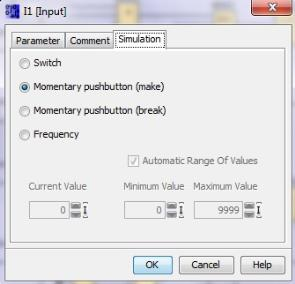 I1 [Input]
Parameter Comment Simulation
Switch
Momentary pushbutton (make)
Momentary pushbutton (break)
Frequency
Automatic Range Of Values
Current Value Minimum Value Maximum Value
0 0 9999
OK Cancel Help